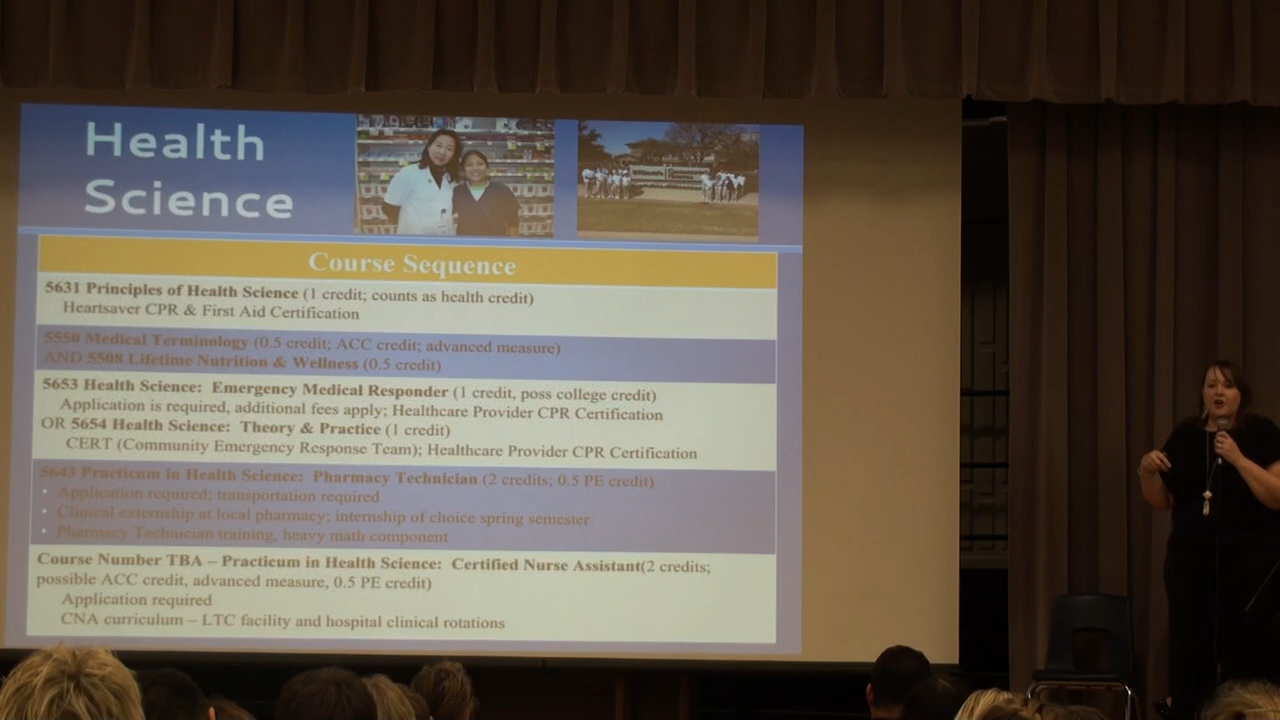 Health
Science
Course Sequence
5631 Principles of Health Science (1 credit; counts as health credit)
Heartsaver CPR & First Aid Certification
5550 Medical Terminology (0.5 credit; ACC credit; advanced measure)
AND 5508 Lifetime Nutrition & Wellness (0.5 credit)
5653 Health Science: Emergency Medical Responder (1 credit, poss college credit)
Application is required, additional fees apply; Healthcare Provider CPR Certification
OR 5654 Health Science: Theory & Practice (1 credit)
CERT (Community Emergency Response Team); Healthcare Provider CPR Certification
5643 Practicum in Health Science: Pharmacy Technician (2 credits; 0.5 PE credit)
• Application required; transportation required
• Clinical externship at local pharmacy; internship of choice spring semester
• Pharmacy Technician training, heavy math component
Course Number TBA – Practicum in Health Science: Certified Nurse Assistant(2 credits;
possible ACC credit, advanced measure, 0.5 PE credit)
Application required
CNA curriculum – LTC facility and hospital clinical rotations